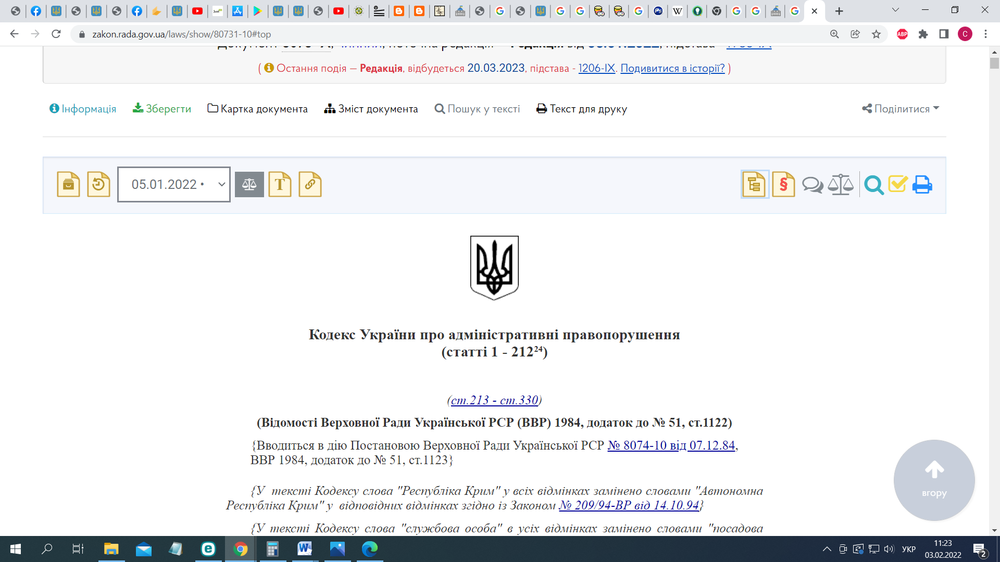 zakon.rada.gov.ua/laws/show/80731-10#top
ABP
C
( Остання подія — Редакція, відбудеться 20.03.2023, підстава - 1206-IX. Подивитися в історії? )
Інформація Зберегти Картка документа Зміст документа Пошук у тексті Текст для друку Поділитися
05.01.2022 •
Кодекс України про адміністративні правопорушення
(статті 1 - 212²⁴)
(ст.213 - ст.330)
(Відомості Верховної Ради Української РСР (ВВР) 1984, додаток до № 51, ст.1122)
{Вводиться в дію Постановою Верховної Ради Української РСР № 8074-10 від 07.12.84,
ВВР 1984, додаток до № 51, ст.1123}
{У тексті Кодексу слова "Республіка Крим" у всіх відмінках замінено словами "Автономна
Республіка Крим" у відповідних відмінках згідно із Законом № 209/94-ВР від 14.10.94}
{У тексті Кодексу слова "службова особа" в усіх відмінках замінено словами "посадова
вгору
УКР
11:23
03.02.2022
2